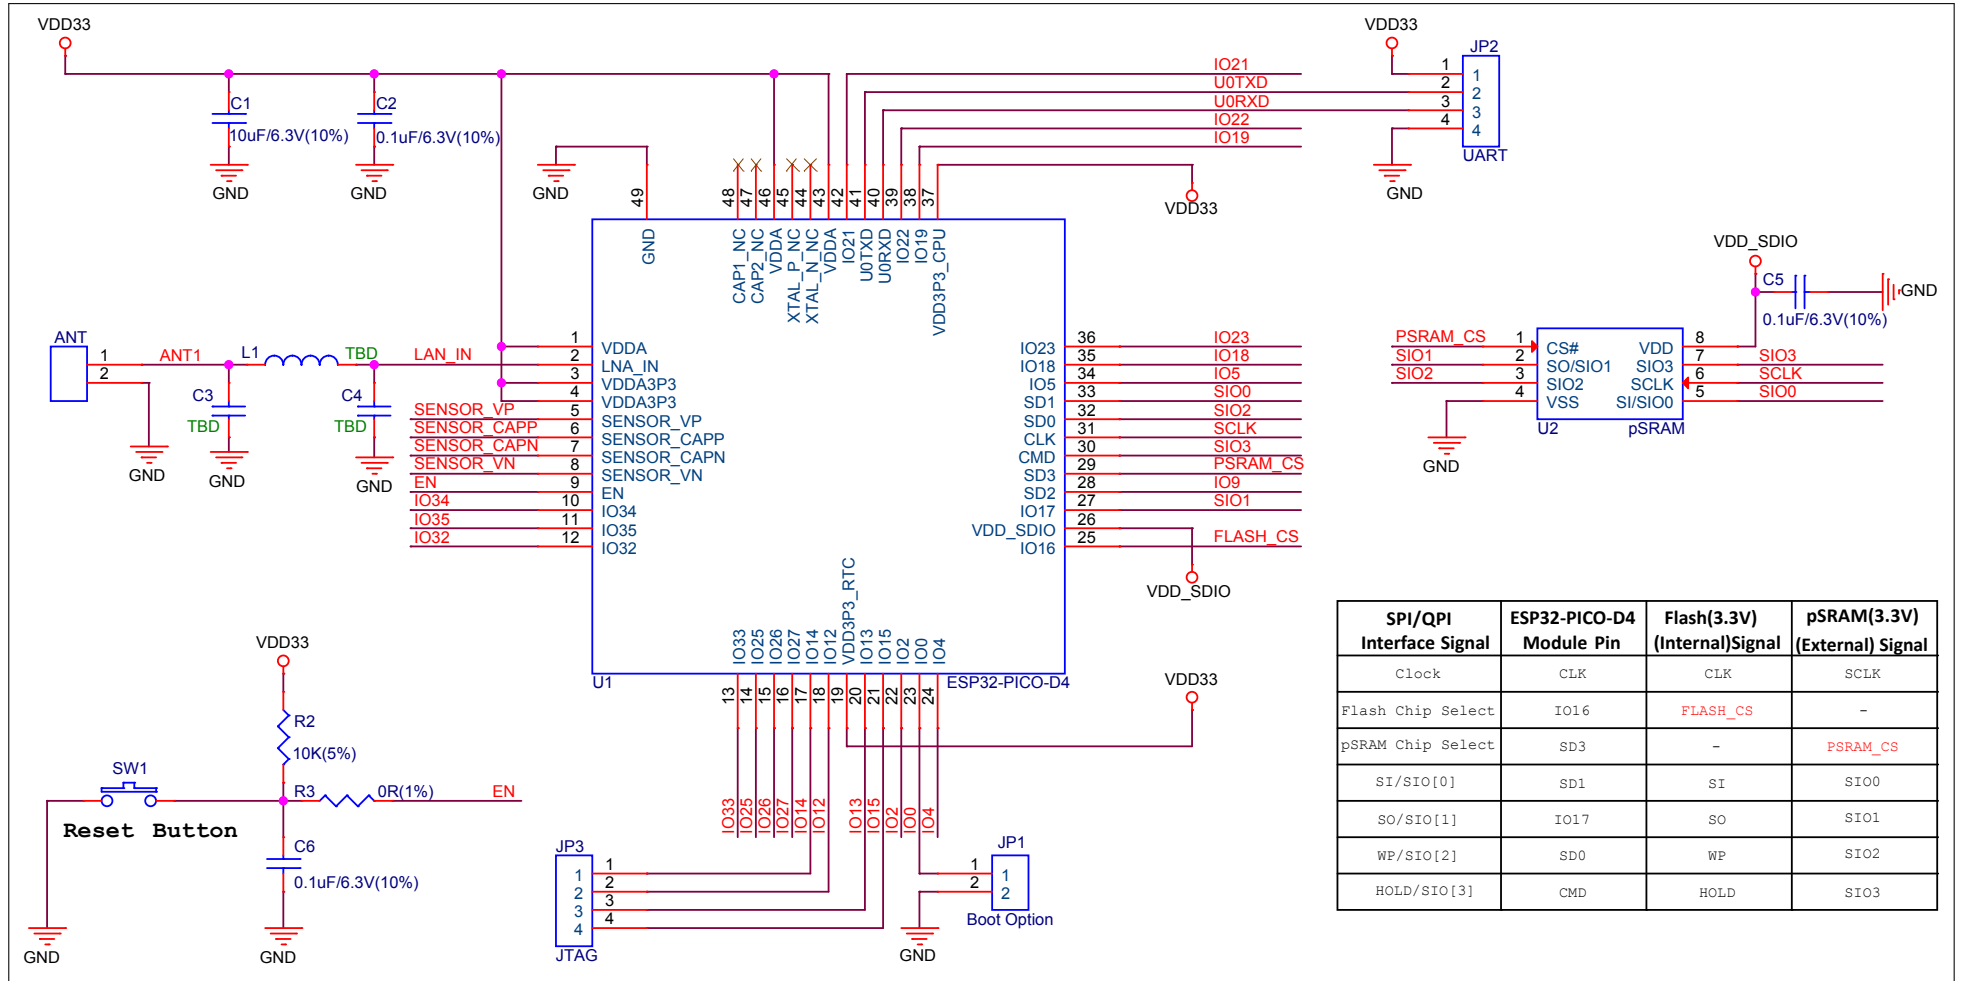 VDD33
C1
10uF/6.3V(10%)
GND
C2
0.1uF/6.3V(10%)
GND
GND
VDD33
JP2
IO21
U0TXD
U0RXD
IO22
IO19
1
2
3
4
1
2
3
4
UART
GND
VDD33
49
48
47
46
45
44
43
42
41
40
39
38
37
GND
CAP1_NC
CAP2_NC
VDDA
XTAL_P_NC
XTAL_N_NC
VDDA
IO21
U0TXD
U0RXD
IO22
IO19
VDD3P3_CPU
ANT
1
2
ANT1
L1
TBD
LAN_IN
C3
TBD
C4
TBD
GND
GND
GND
SENSOR_VP
SENSOR_CAPP
SENSOR_CAPN
SENSOR_VN
EN
IO34
IO35
IO32
1
2
3
4
5
6
7
8
9
10
11
12
VDDA
LNA_IN
VDDA3P3
VDDA3P3
SENSOR_VP
SENSOR_CAPP
SENSOR_CAPN
SENSOR_VN
EN
IO34
IO35
IO32
IO23
IO18
IO5
SD1
SD0
CLK
CMD
SD3
SD2
IO17
VDD_SDIO
IO16
36
35
34
33
32
31
30
29
28
27
26
25
IO23
IO18
IO5
SIO0
SIO2
SCLK
SIO3
PSRAM_CS
IO9
SIO1
FLASH_CS
VDD_SDIO
IO33
IO25
IO26
IO27
IO14
IO12
VDD3P3_RTC
IO13
IO15
IO2
IO0
IO4
U1
ESP32-PICO-D4
13
14
15
16
17
18
19
20
21
22
23
24
VDD33
IO33
IO25
IO26
IO27
IO14
IO12
IO13
IO15
IO2
IO0
IO4
JP3
1
2
3
4
1
2
3
4
JTAG
JP1
1
2
1
2
Boot Option
GND
VDD_SDIO
C5
GND
0.1uF/6.3V(10%)
PSRAM_CS
SIO1
SIO2
1
2
3
4
CS#
SO/SIO1
SIO2
VSS
VDD
SIO3
SCLK
SI/SIO0
8
7
6
5
SIO3
SCLK
SIO0
U2
pSRAM
GND
VDD33
R2
10K(5%)
SW1
R3
0R(1%)
EN
Reset Button
C6
0.1uF/6.3V(10%)
GND
GND
SPI/QPI Interface Signal ESP32-PICO-D4 Module Pin Flash(3.3V) (Internal)Signal pSRAM(3.3V) (External) Signal
Clock CLK CLK SCLK
Flash Chip Select IO16 FLASH_CS -
pSRAM Chip Select SD3 - PSRAM_CS
SI/SIO[0] SD1 SI SIO0
SO/SIO[1] IO17 SO SIO1
WP/SIO[2] SD0 WP SIO2
HOLD/SIO[3] CMD HOLD SIO3